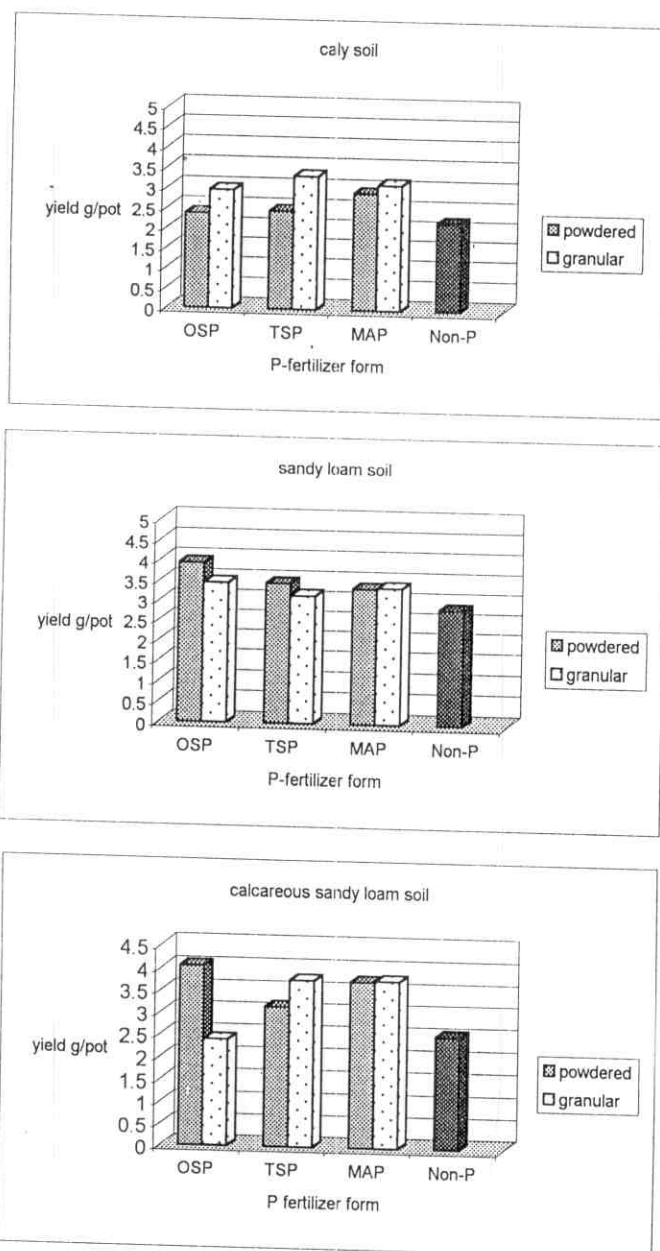 caly soil
5
4.5
4
3.5
3
2.5
2
1.5
1
0.5
0
yield g/pot
OSP TSP MAP Non-P
P-fertilizer form
powdered
granular
sandy loam soil
5
4.5
4
3.5
3
2.5
2
1.5
1
0.5
0
yield g/pot
OSP TSP MAP Non-P
P-fertilizer form
powdered
granular
calcareous sandy loam soil
4.5
4
3.5
3
2.5
2
1.5
1
0.5
0
yield g/pot
OSP TSP MAP Non-P
P fertilizer form
powdered
granular